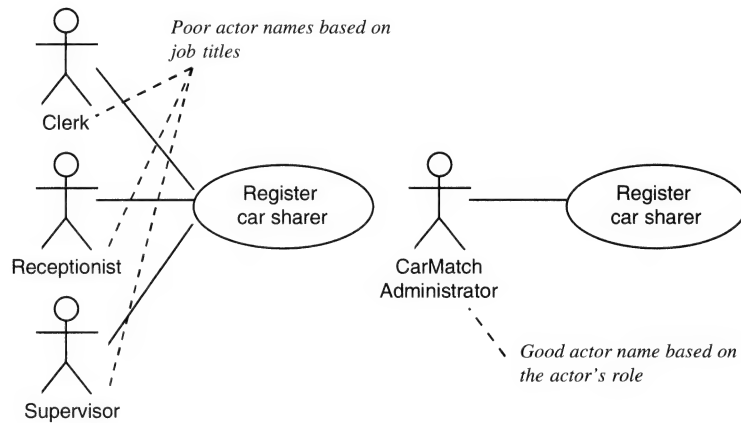 Poor actor names based on
job titles
Clerk
Register
car sharer
Receptionist
Supervisor
Register
car sharer
CarMatch
Administrator
Good actor name based on
the actor's role